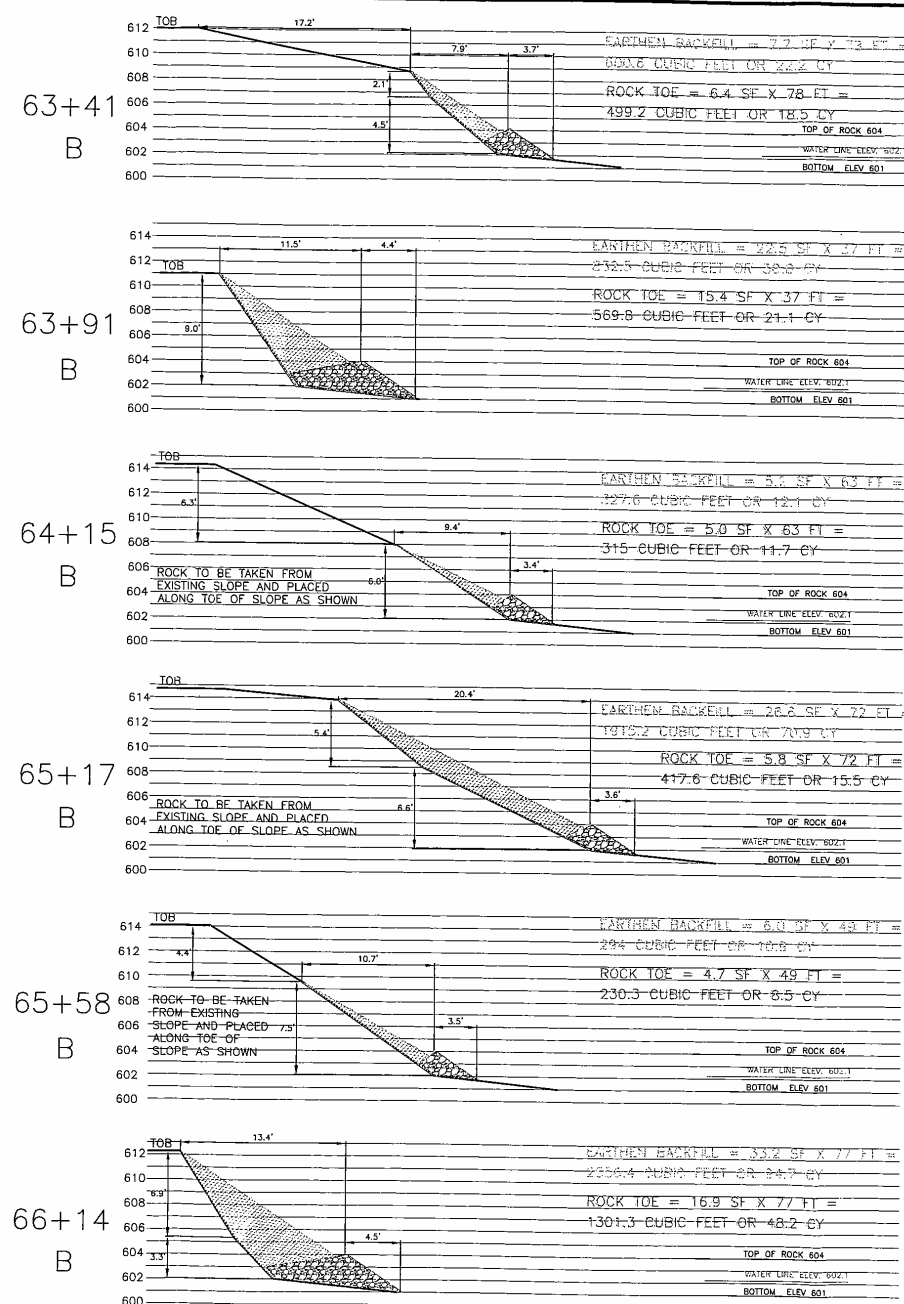 612
TOB
17.2'
610
7.9'
3.7'
EARTHEN BACKFILL = 7.7 SF X 78 FT =
608
600.6 CUBIC FEET OR 22.2 CY
63+41
2.1'
606
ROCK TOE = 6.4 SF X 78 FT =
499.2 CUBIC FEET OR 18.5 CY
B
604
4.5'
TOP OF ROCK 604
602
WATER LINE ELEV. 602.
600
BOTTOM ELEV 601
614
11.5'
4.4'
EARTHEN BACKFILL = 22.5 SF X 37 FT =
612
TOB
832.5 CUBIC FEET OR 30.8 CY
610
63+91
608
ROCK TOE = 15.4 SF X 37 FT =
569.8 CUBIC FEET OR 21.1 CY
9.0'
606
B
604
TOP OF ROCK 604
602
WATER LINE ELEV. 602.1
600
BOTTOM ELEV 601
TOB
614
EARTHEN BACKFILL = SF X 63 FT =
612
327.6 CUBIC FEET OR 12.1 CY
6.3'
610
64+15
9.4'
ROCK TOE = 5.0 SF X 63 FT =
608
315 CUBIC FEET OR 11.7 CY
3.4'
606
B
ROCK TO BE TAKEN FROM
EXISTING SLOPE AND PLACED
ALONG TOE OF SLOPE AS SHOWN
6.0'
604
TOP OF ROCK 604
602
WATER LINE ELEV. 602.1
600
BOTTOM ELEV 601
TOB
614
20.4'
EARTHEN BACKFILL = 26.6 SF X 72 FT =
612
1915.2 CUBIC FEET OR 70.9 CY
5.4'
610
65+17
608
ROCK TOE = 5.8 SF X 72 FT =
417.6 CUBIC FEET OR 15.5 CY
606
B
6.6'
3.6'
ROCK TO BE TAKEN FROM
EXISTING SLOPE AND PLACED
ALONG TOE OF SLOPE AS SHOWN
604
TOP OF ROCK 604
602
WATER LINE ELEV. 602.1
600
BOTTOM ELEV 601
TOB
614
EARTHEN BACKFILL = 6.0 SF X 49 FT =
612
294 CUBIC FEET OR 10.9 CY
4.4'
10.7'
610
65+58
608
ROCK TOE = 4.7 SF X 49 FT =
230.3 CUBIC FEET OR 8.5 CY
B
ROCK TO BE TAKEN
FROM EXISTING
SLOPE AND PLACED
ALONG TOE OF
SLOPE AS SHOWN
7.5'
3.5'
606
604
TOP OF ROCK 604
602
WATER LINE ELEV. 602.1
600
BOTTOM ELEV 601
TOB
13.4'
612
EARTHEN BACKFILL = 33.2 SF X 77 FT =
610
CUBIC FEET OR 94.7 CY
6.9'
66+14
608
ROCK TOE = 16.9 SF X 77 FT =
1301.3 CUBIC FEET OR 48.2 CY
606
B
4.5'
604
3.3'
TOP OF ROCK 604
602
WATER LINE ELEV. 602.1
600
BOTTOM ELEV 601